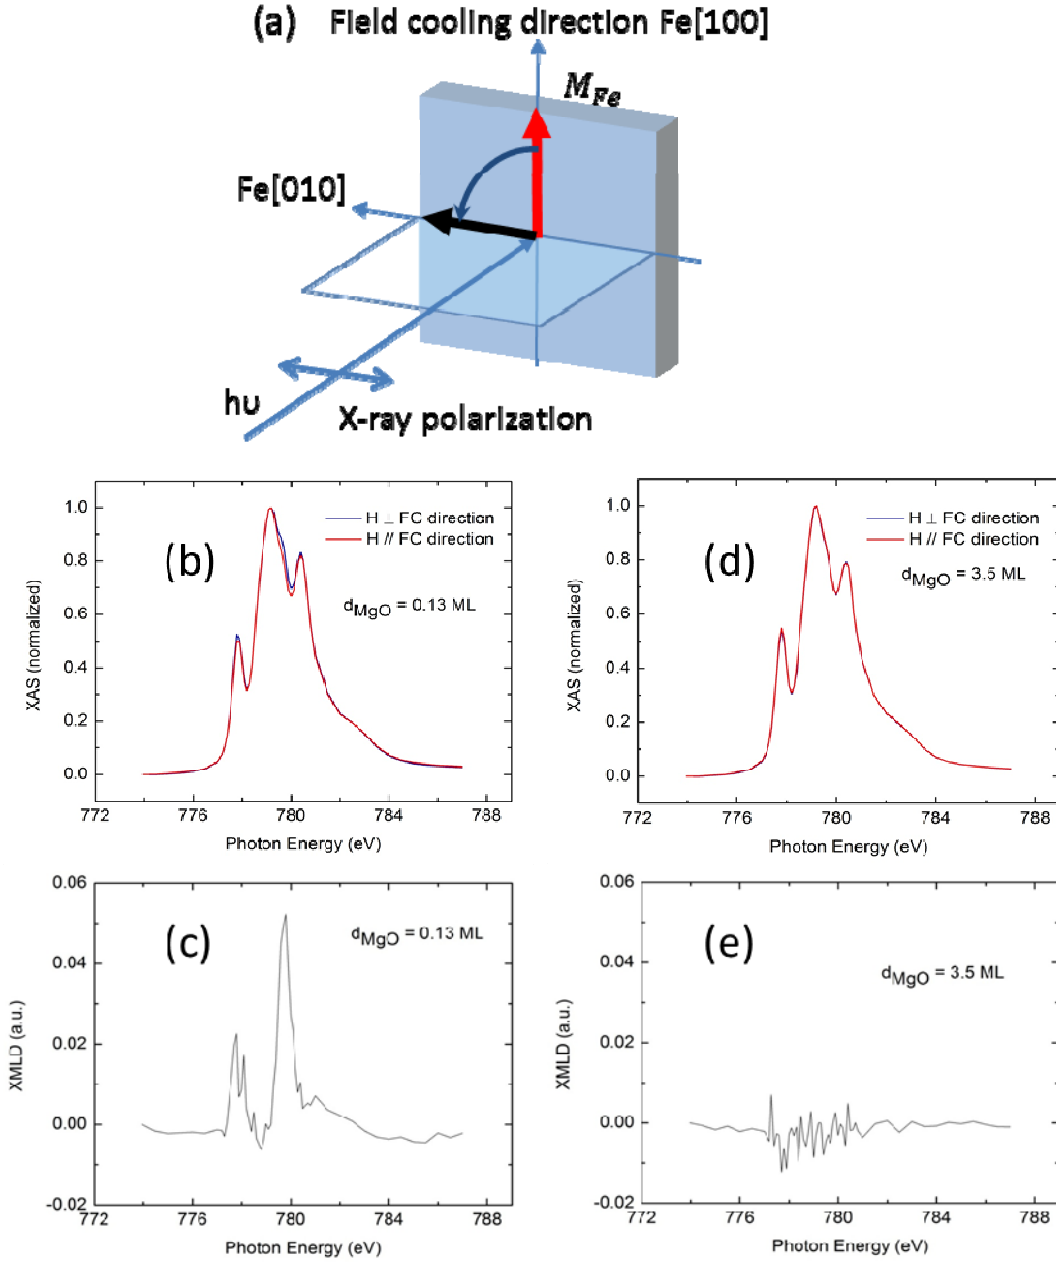 (a) Field cooling direction Fe[100]
M_Fe
Fe[010]
hυ
X-ray polarization
1.0
0.8
0.6
0.4
0.2
0.0
XAS (normalized)
(b)
H ⊥ FC direction
H // FC direction
d_MgO = 0.13 ML
772 776 780 784 788
Photon Energy (eV)
1.0
0.8
0.6
0.4
0.2
0.0
XAS (normalized)
(d)
H ⊥ FC direction
H // FC direction
d_MgO = 3.5 ML
772 776 780 784 788
Photon Energy (eV)
0.06
0.04
0.02
0.00
-0.02
XMLD (a.u.)
(c)
d_MgO = 0.13 ML
772 776 780 784 788
Photon Energy (eV)
0.06
0.04
0.02
0.00
-0.02
XMLD (a.u.)
(e)
d_MgO = 3.5 ML
772 776 780 784 788
Photon Energy (eV)